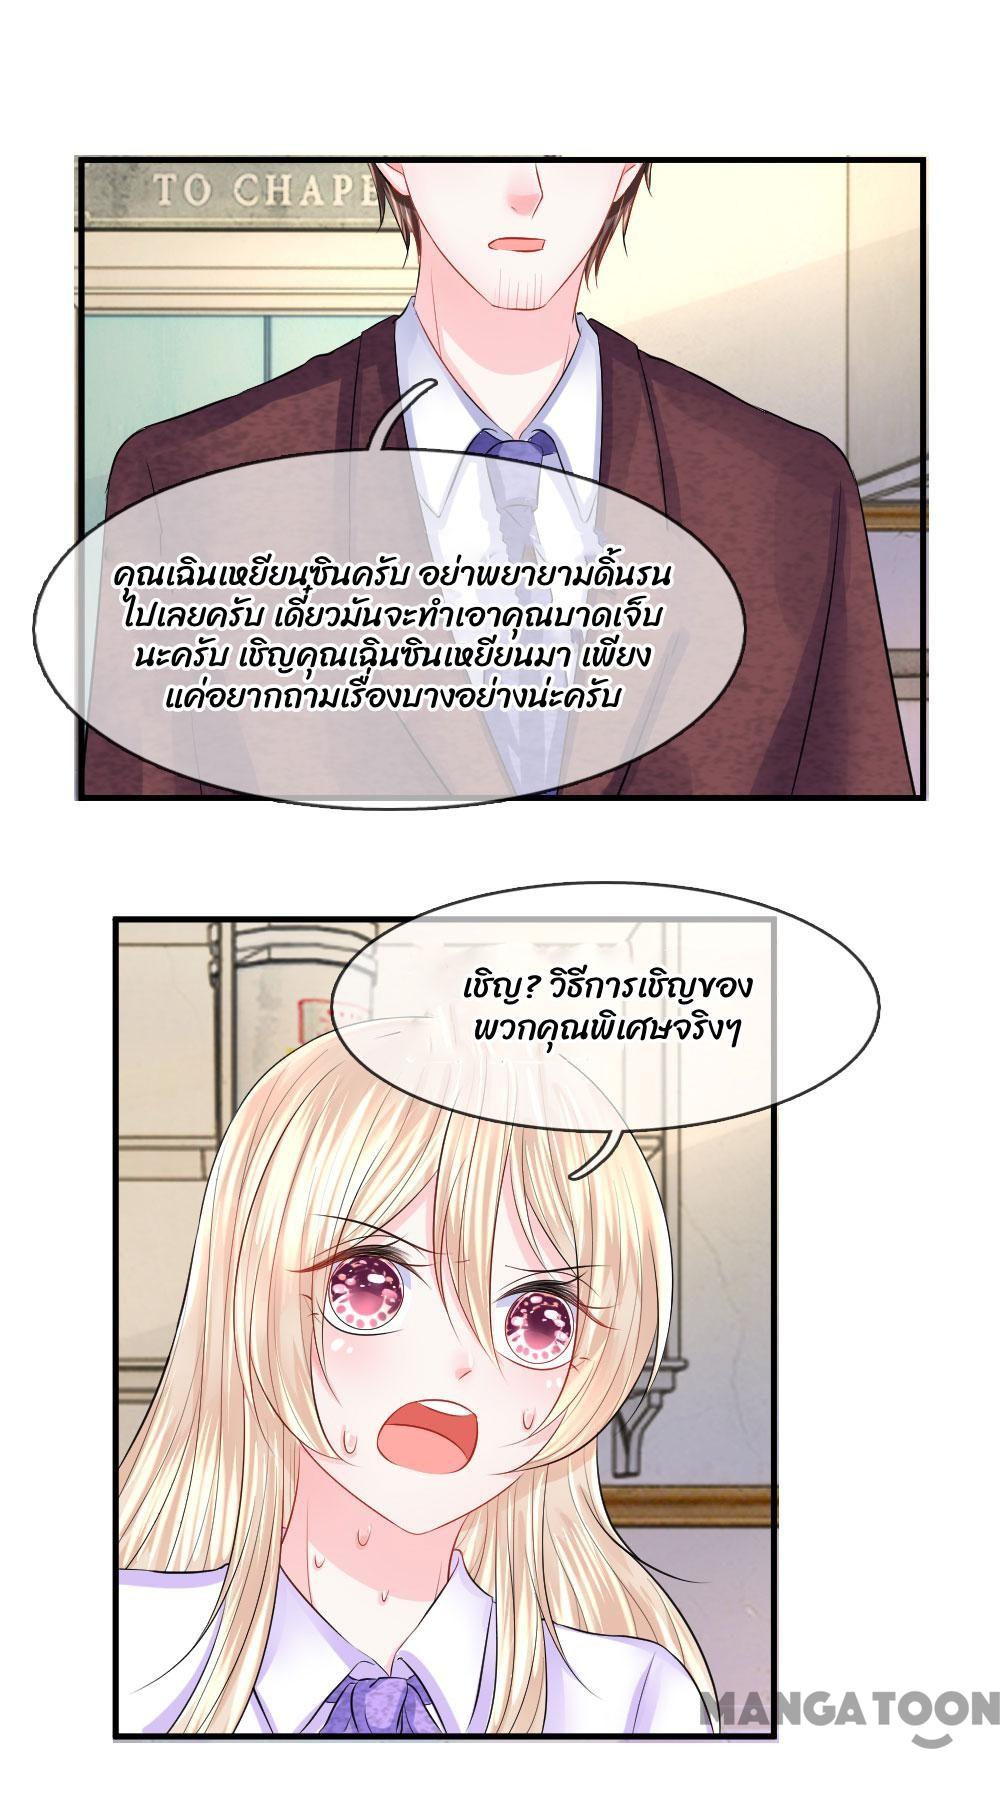 TO CHAPE
คุณเฉินเหยียนซินครับ อย่าพยายามดิ้นรน
ไปเลยครับ เดี๋ยวมันจะทำเอาคุณบาดเจ็บ
นะครับ เชิญคุณเฉินซินเหยียนมา เพียง
แค่อยากถามเรื่องบางอย่างน่ะครับ
เชิญ? วิธีการเชิญของ
พวกคุณพิเศษจริงๆ
MANGATOON